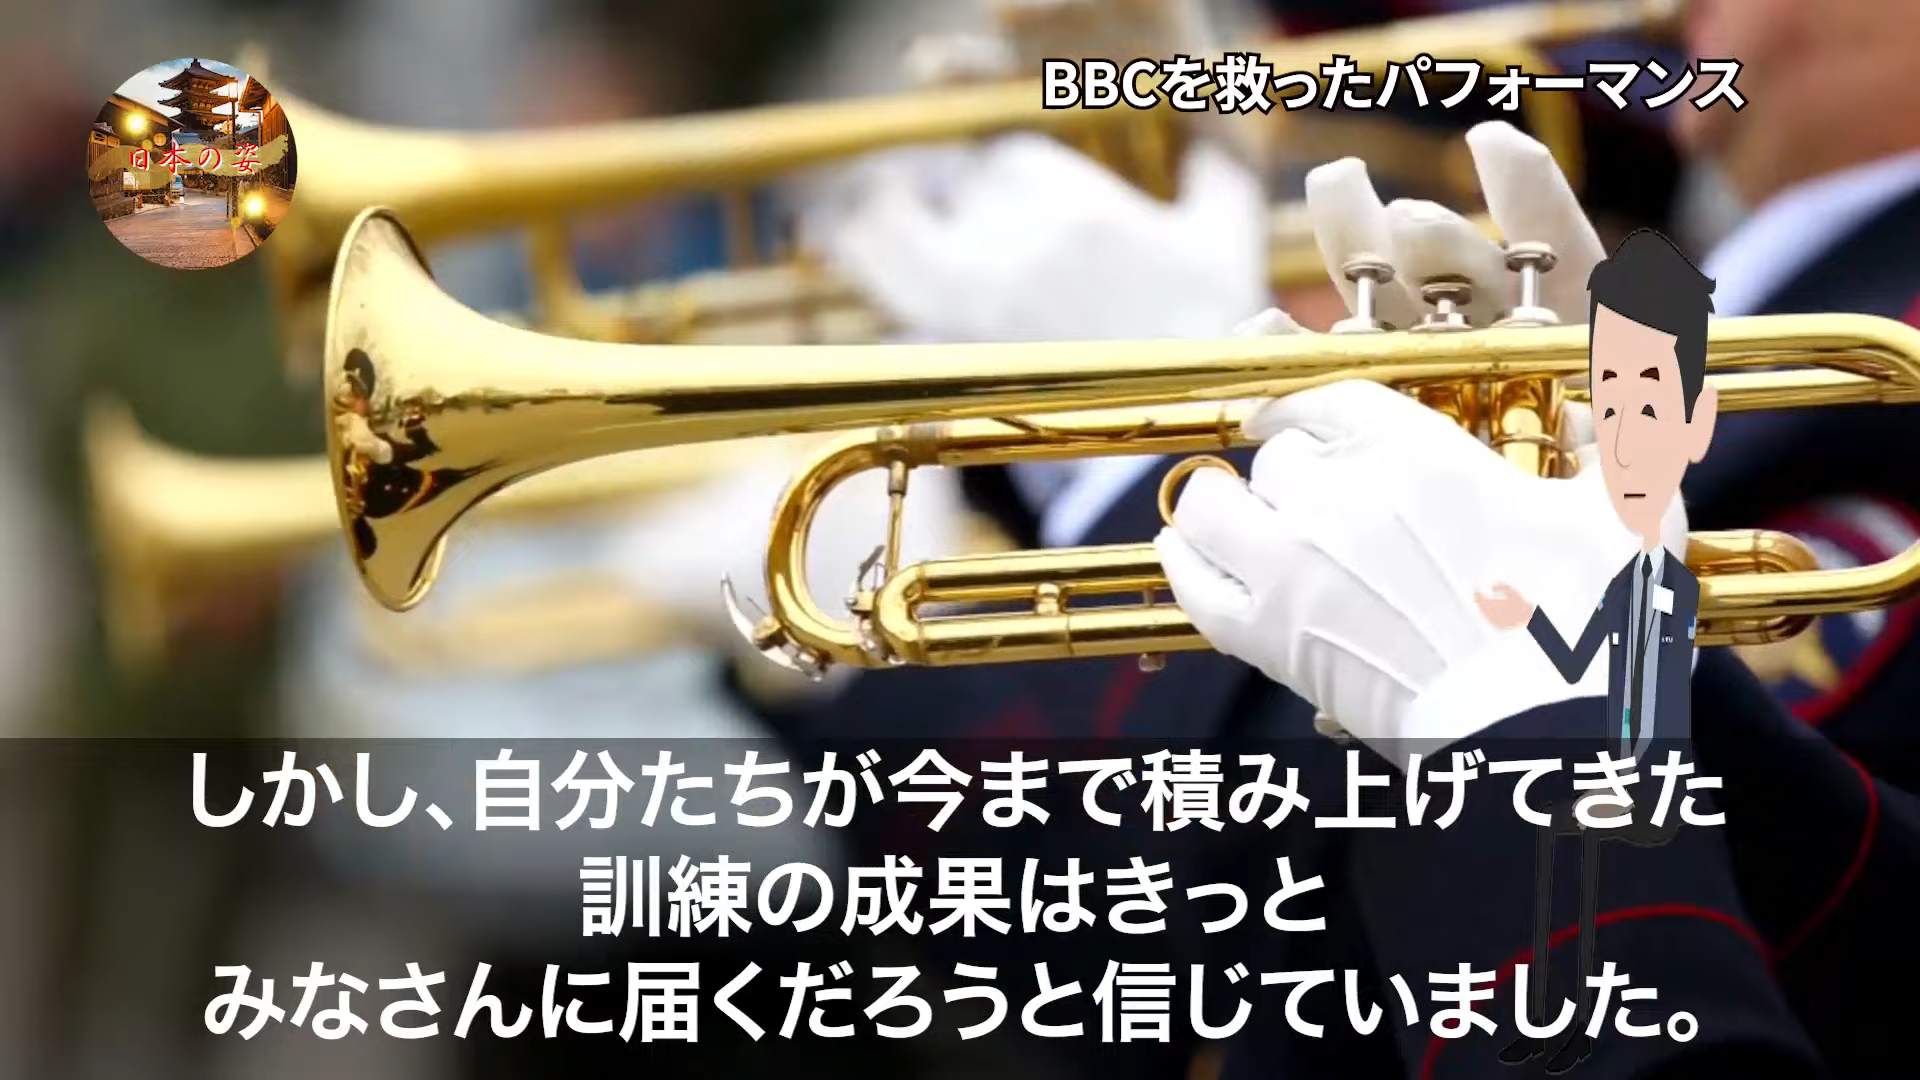 BBCを救ったパフォーマンス
日本の姿
しかし、自分たちが今まで積み上げてきた
訓練の成果はきっと
みなさんに届くだろうと信じていました。